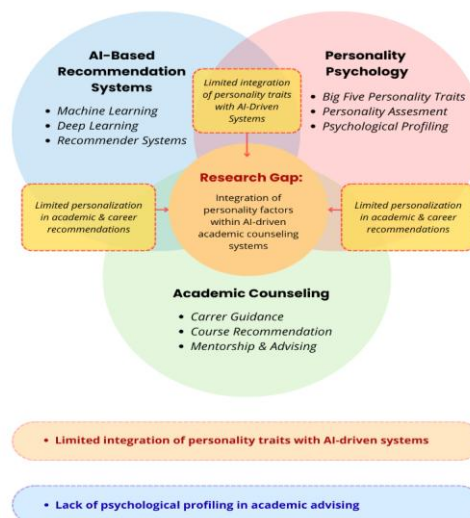 AI-Based
Recommendation
Systems
• Machine Learning
• Deep Learning
• Recommender Systems
Limited integration
of personality traits
with AI-Driven
Systems
Personality
Psychology
• Big Five Personality Traits
• Personality Assesment
• Psychological Profiling
Limited personalization
in academic & career
recommendations
Research Gap:
Integration of
personality factors
within AI-driven
academic counseling
systems
Limited personalization
in academic & career
recommendations
Academic Counseling
• Carrer Guidance
• Course Recommendation
• Mentorship & Advising
• Limited integration of personality traits with AI-driven systems
• Lack of psychological profiling in academic advising